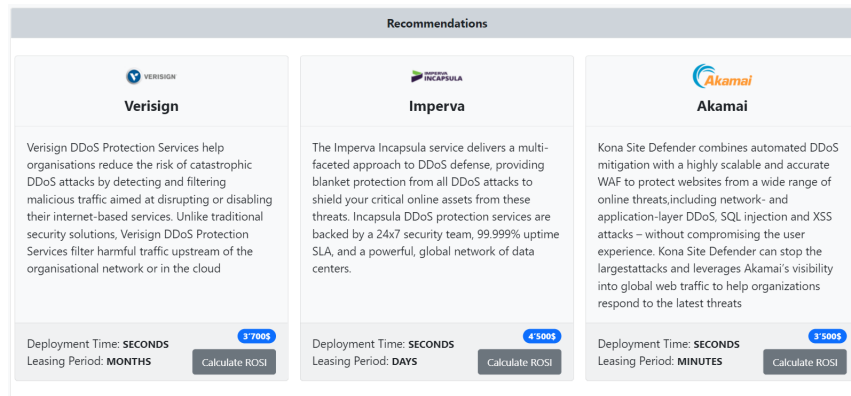 Recommendations
VERISIGN
Verisign
Verisign DDoS Protection Services help
organisations reduce the risk of catastrophic
DDoS attacks by detecting and filtering
malicious traffic aimed at disrupting or disabling
their internet-based services. Unlike traditional
security solutions, Verisign DDoS Protection
Services filter harmful traffic upstream of the
organisational network or in the cloud
Deployment Time: SECONDS
Leasing Period: MONTHS
3'700$
Calculate ROSI
IMPERVA
INCAPSULA
Imperva
The Imperva Incapsula service delivers a multi-
faceted approach to DDoS defense, providing
blanket protection from all DDoS attacks to
shield your critical online assets from these
threats. Incapsula DDoS protection services are
backed by a 24x7 security team, 99.999% uptime
SLA, and a powerful, global network of data
centers.
Deployment Time: SECONDS
Leasing Period: DAYS
4'500$
Calculate ROSI
Akamai
Akamai
Kona Site Defender combines automated DDoS
mitigation with a highly scalable and accurate
WAF to protect websites from a wide range of
online threats,including network- and
application-layer DDoS, SQL injection and XSS
attacks – without compromising the user
experience. Kona Site Defender can stop the
largestattacks and leverages Akamai's visibility
into global web traffic to help organizations
respond to the latest threats
Deployment Time: SECONDS
Leasing Period: MINUTES
3'500$
Calculate ROSI